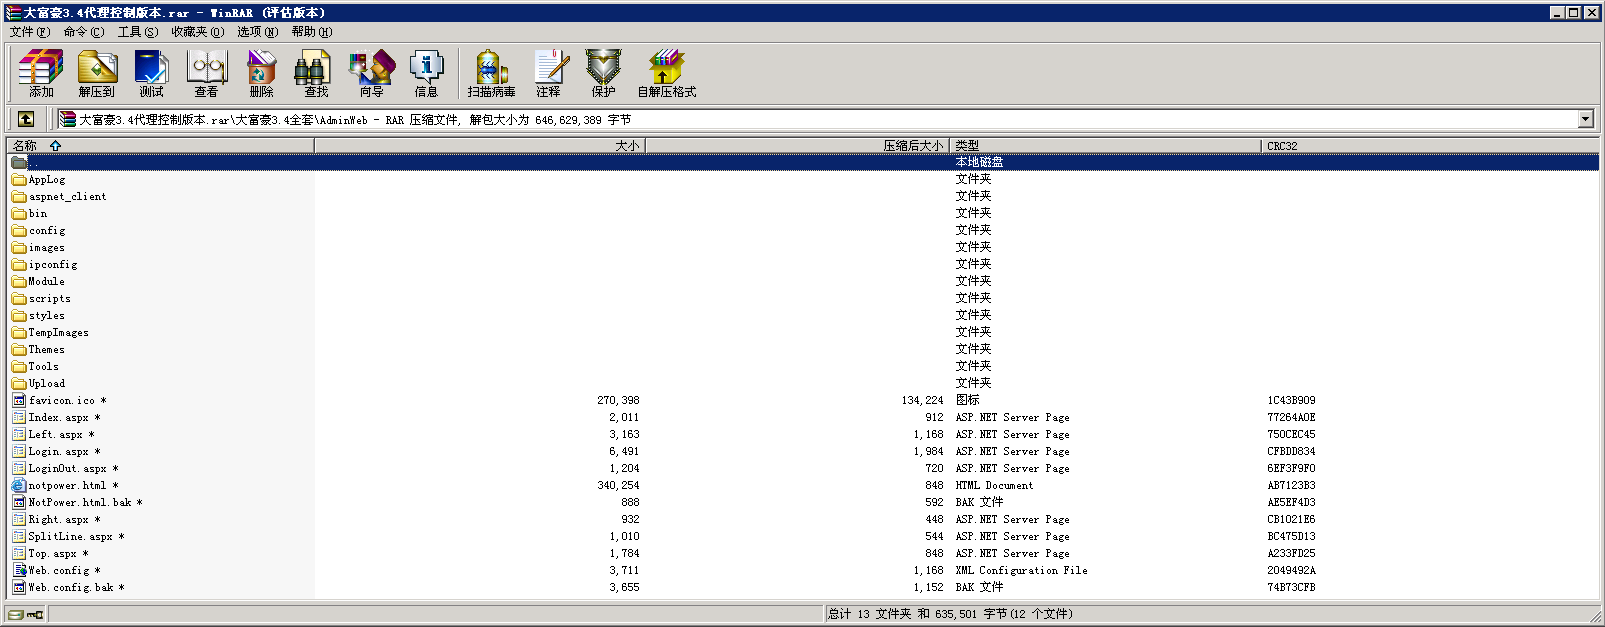 大富豪3.4代理控制版本.rar - WinRAR (评估版本)
文件(F) 命令(C) 工具(S) 收藏夹(O) 选项(N) 帮助(H)
添加 解压到 测试 查看 删除 查找 向导 信息 扫描病毒 注释 保护 自解压格式
大富豪3.4代理控制版本.rar\大富豪3.4全套\AdminWeb - RAR 压缩文件, 解包大小为 646,629,389 字节
名称 大小 压缩后大小 类型 CRC32
.. 本地磁盘
AppLog 文件夹
aspnet_client 文件夹
bin 文件夹
config 文件夹
images 文件夹
ipconfig 文件夹
Module 文件夹
scripts 文件夹
styles 文件夹
TempImages 文件夹
Themes 文件夹
Tools 文件夹
Upload 文件夹
favicon.ico * 270,398 134,224 图标 1C43B909
Index.aspx * 2,011 912 ASP.NET Server Page 77264A0E
Left.aspx * 3,163 1,168 ASP.NET Server Page 750CEC45
Login.aspx * 6,491 1,984 ASP.NET Server Page CFBDD834
LoginOut.aspx * 1,204 720 ASP.NET Server Page 6EF3F9F0
notpower.html * 340,254 848 HTML Document AB7123B3
NotPower.html.bak * 888 592 BAK 文件 AE5EF4D3
Right.aspx * 932 448 ASP.NET Server Page CB1021E6
SplitLine.aspx * 1,010 544 ASP.NET Server Page BC475D13
Top.aspx * 1,784 848 ASP.NET Server Page A233FD25
Web.config * 3,711 1,168 XML Configuration File 2049492A
Web.config.bak * 3,655 1,152 BAK 文件 74B73CFB
总计 13 文件夹 和 635,501 字节(12 个文件)